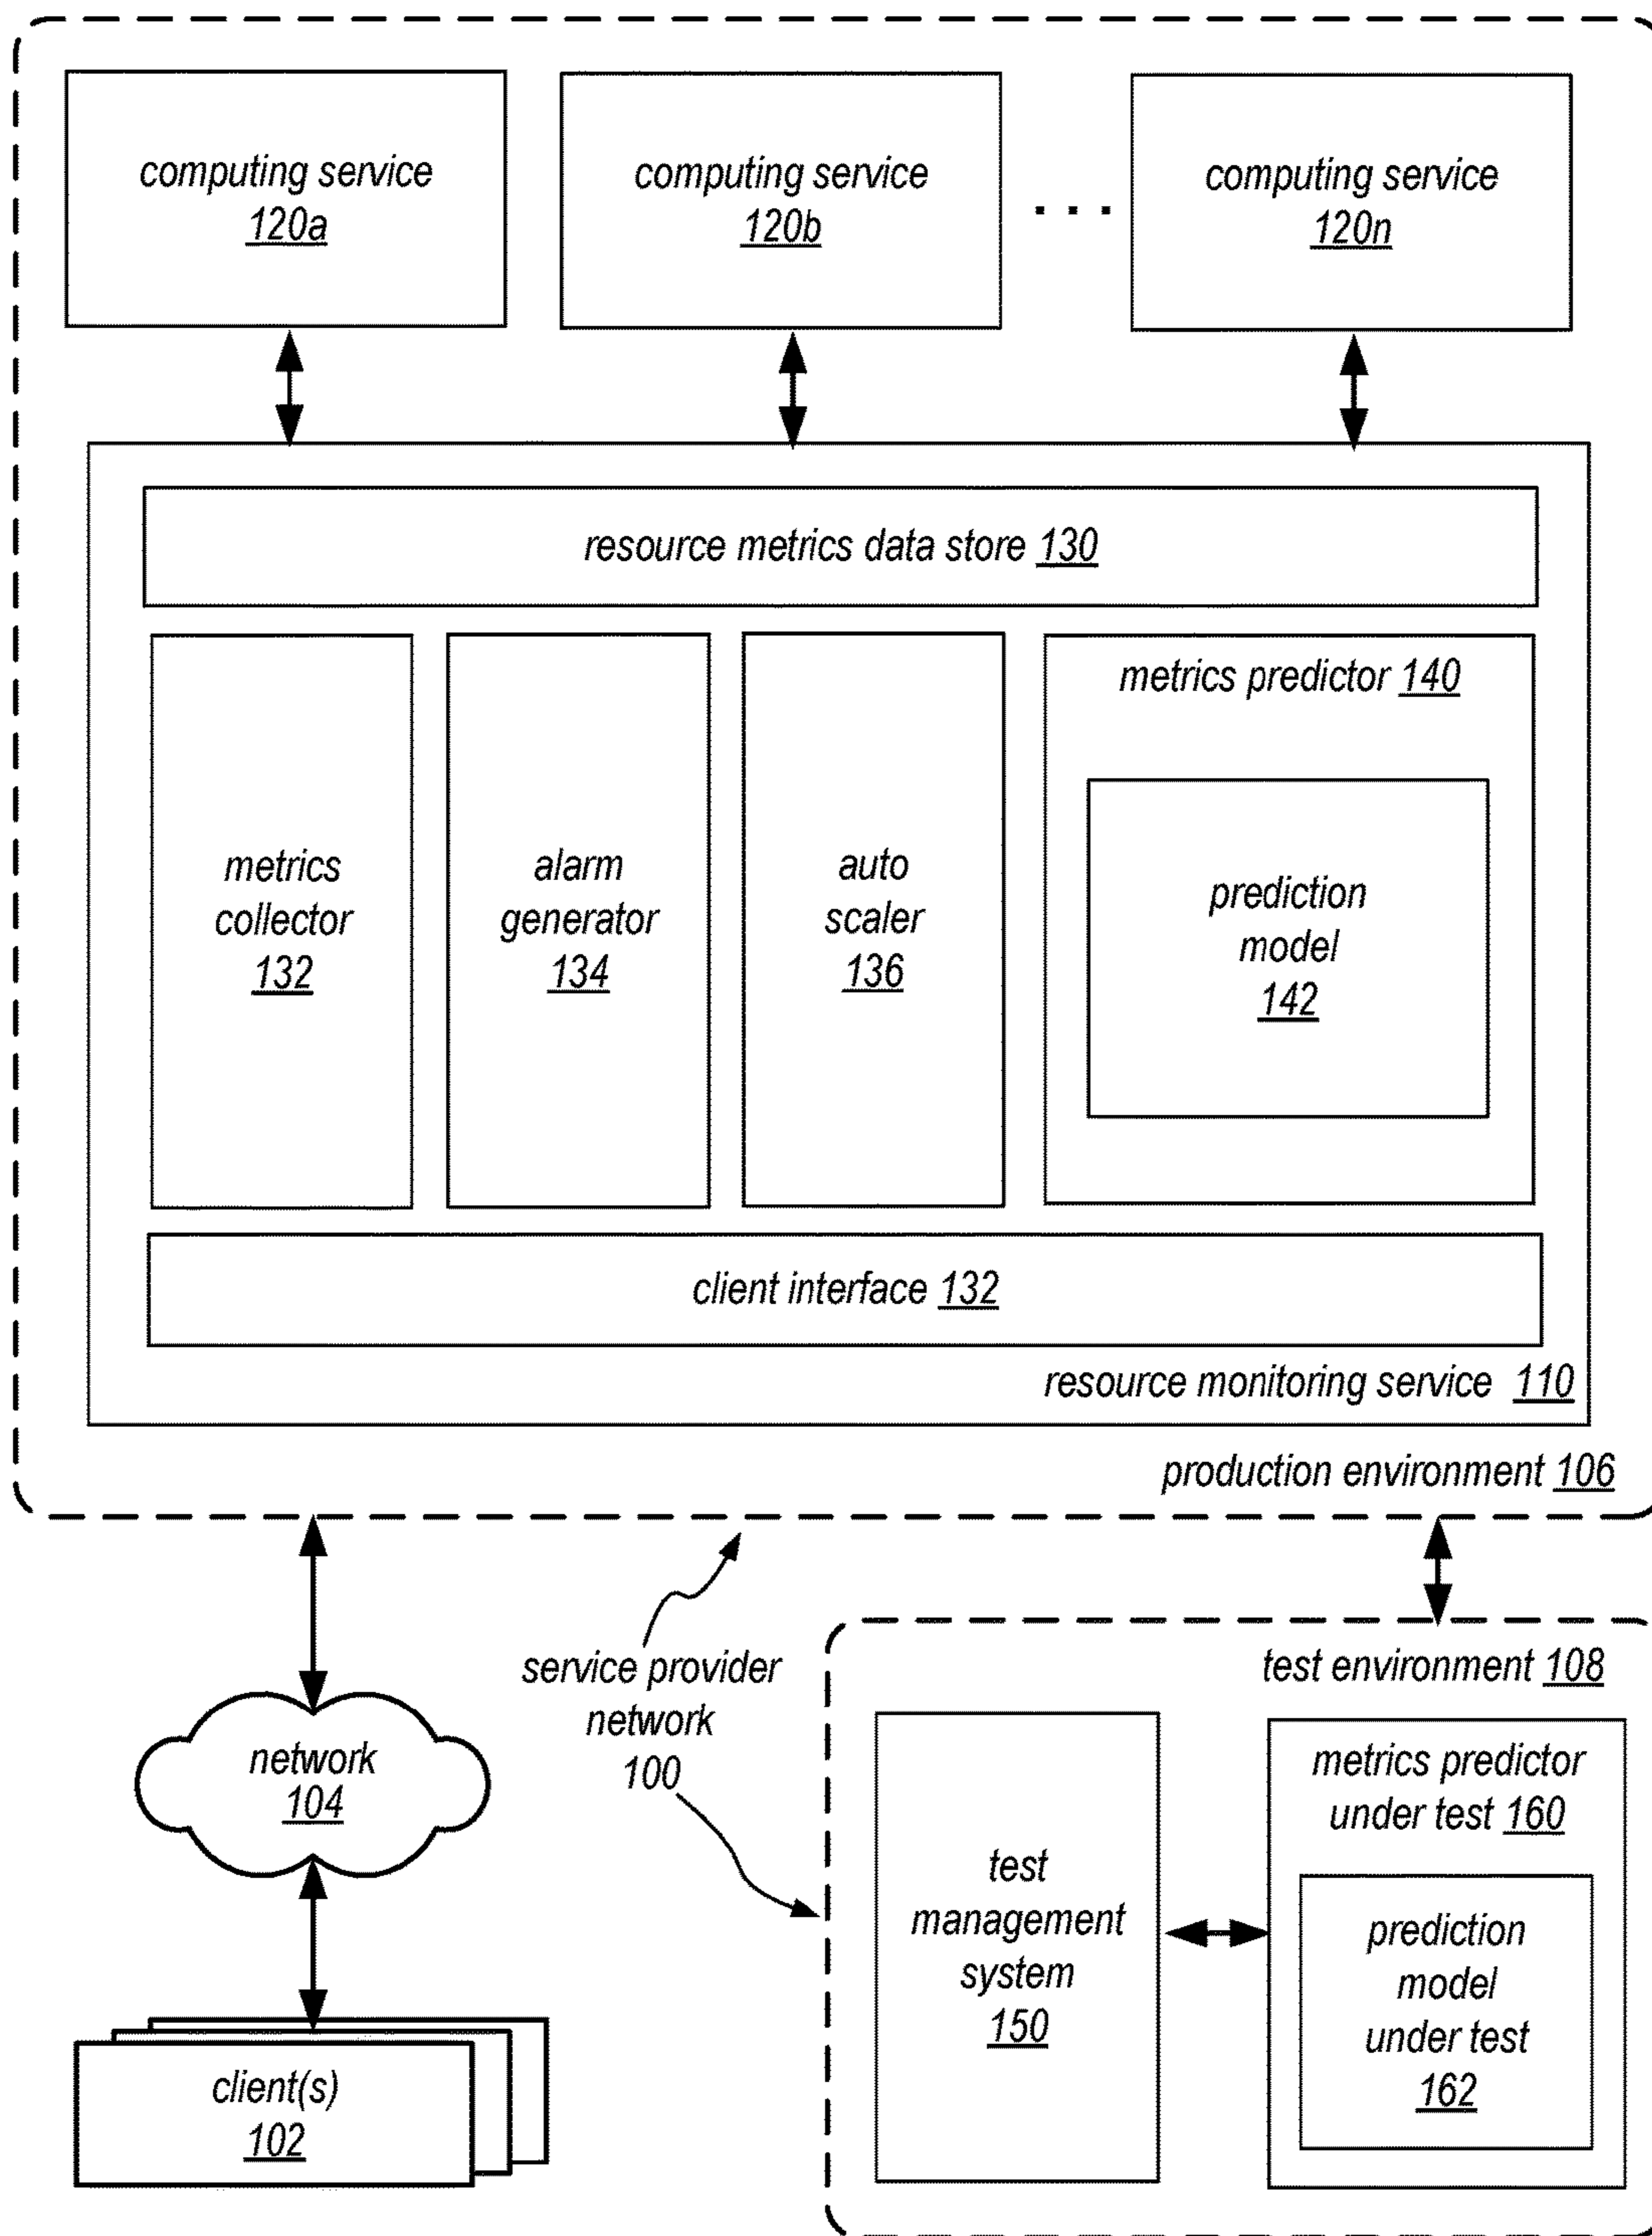 computing service
120a
computing service
120b
. . .
computing service
120n
resource metrics data store 130
metrics
collector
132
alarm
generator
134
auto
scaler
136
metrics predictor 140
prediction
model
142
client interface 132
resource monitoring service 110
production environment 106
service provider
network
100
network
104
client(s)
102
test environment 108
test
management
system
150
metrics predictor
under test 160
prediction
model
under test
162